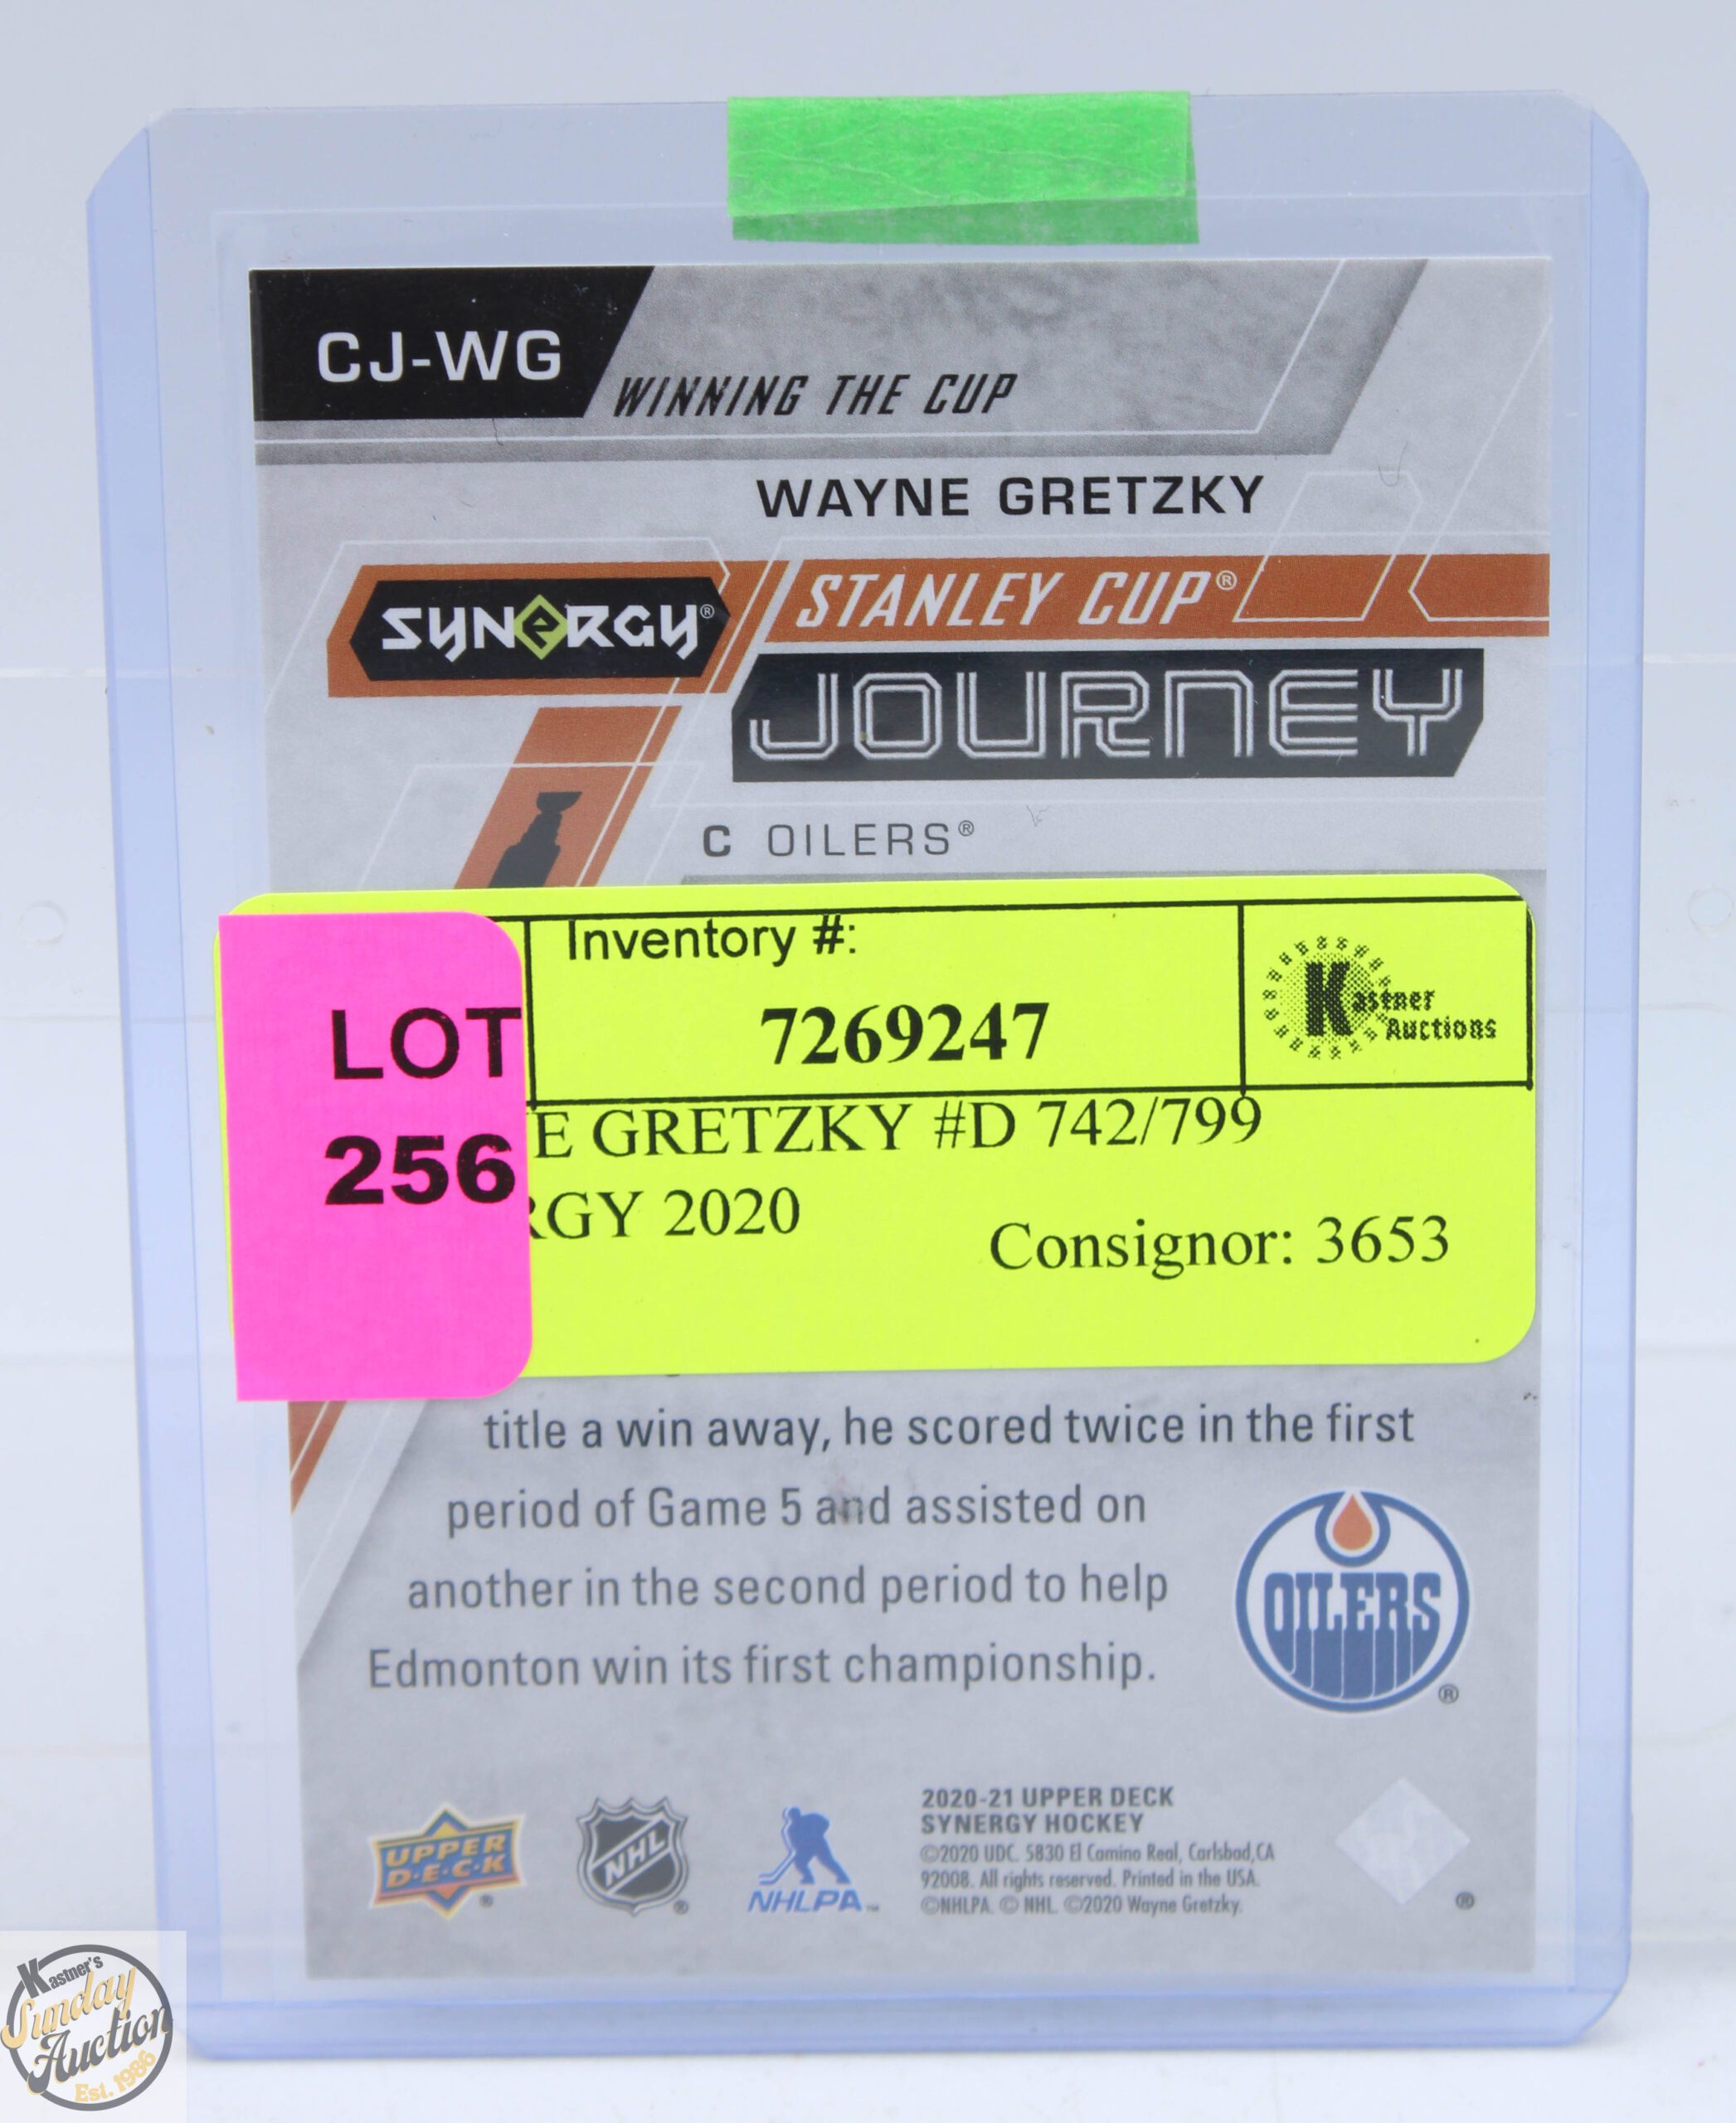 CJ-WG
WINNING THE CUP
WAYNE GRETZKY
SYNERGY®
STANLEY CUP®
JOURNEY
C OILERS®
Inventory #:
7269247
Kastner
Auctions
LOT
256
E GRETZKY #D 742/799
RGY 2020
Consignor: 3653
title a win away, he scored twice in the first
period of Game 5 and assisted on
another in the second period to help
Edmonton win its first championship.
OILERS
®
UPPER
D•E•C•K
®
NHL
®
NHLPA™
2020-21 UPPER DECK
SYNERGY HOCKEY
©2020 UDC. 5830 El Camino Real, Carlsbad, CA
92008. All rights reserved. Printed in the USA.
©NHLPA. © NHL. ©2020 Wayne Gretzky.
®
Kastner's
Sunday
Auction
Est. 1986